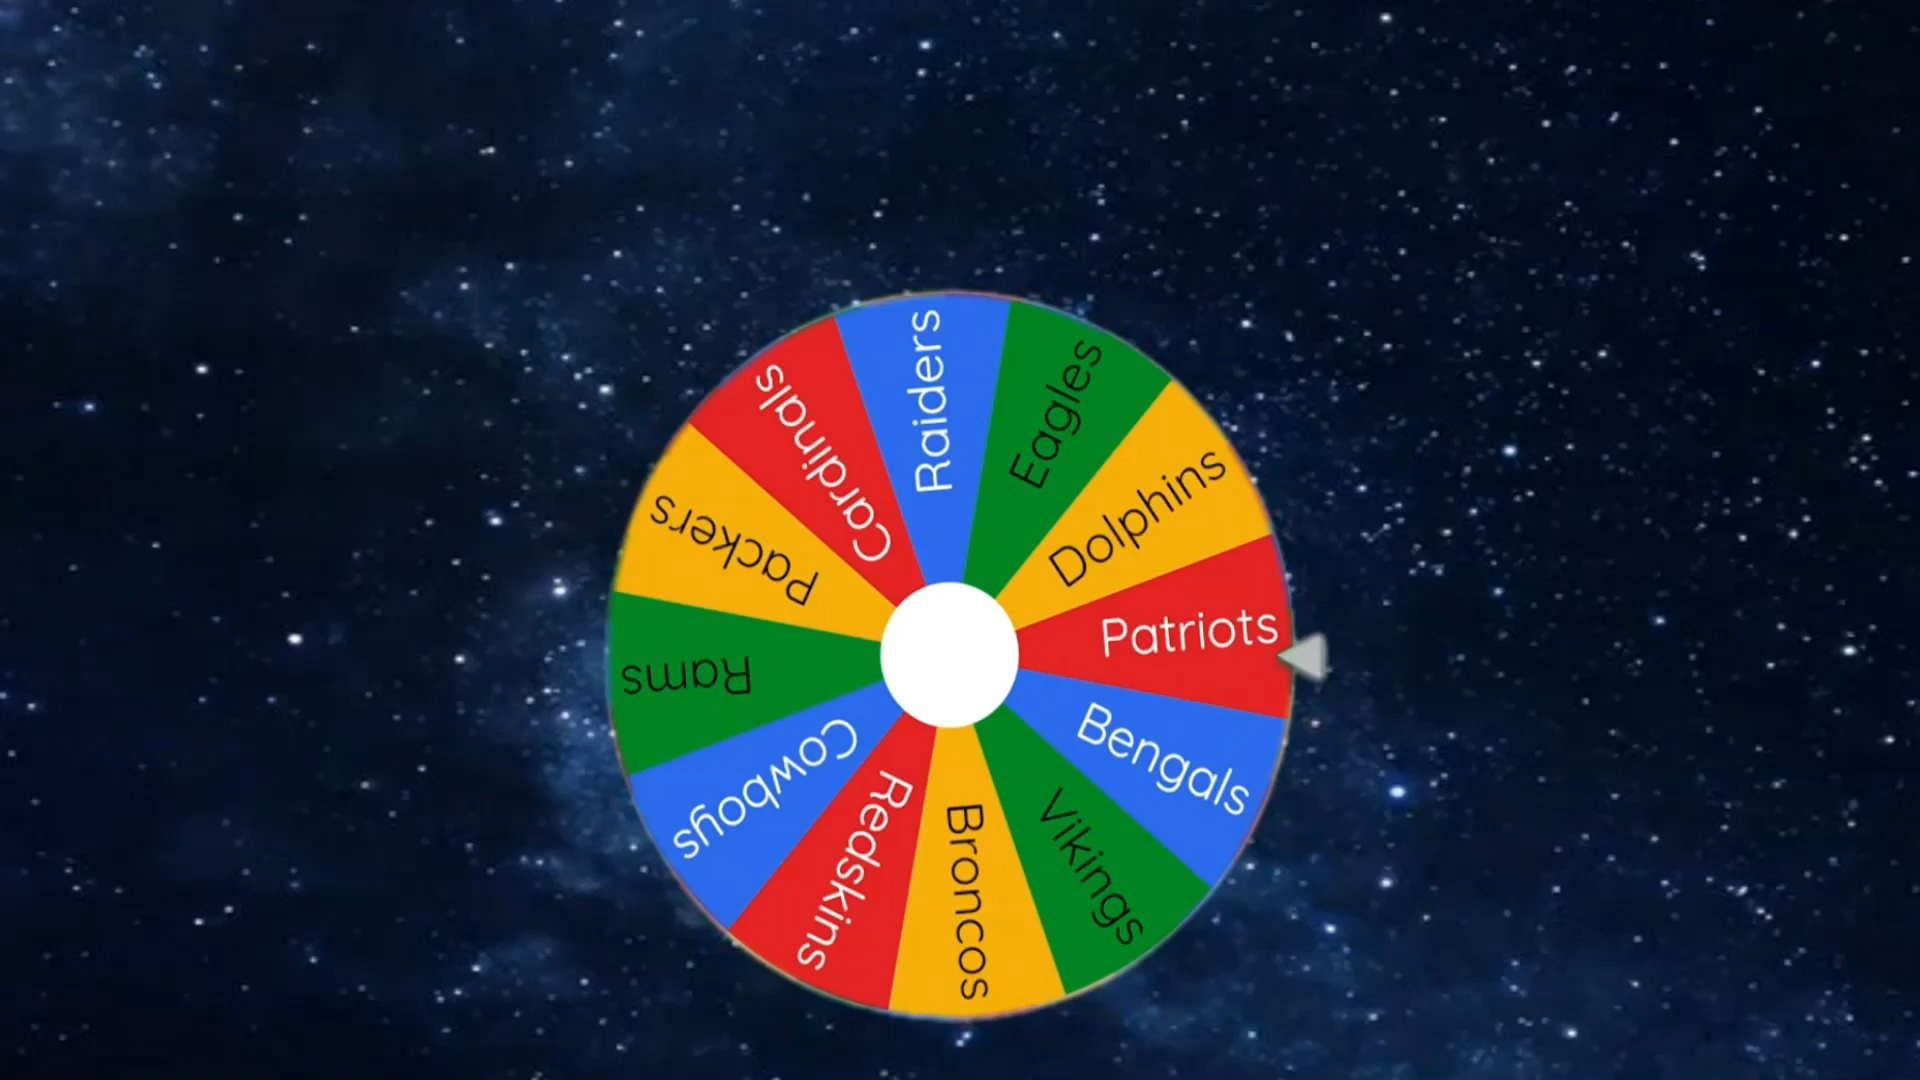 Raiders
Eagles
Dolphins
Patriots
Bengals
Vikings
Broncos
Redskins
Cowboys
Rams
Packers
Cardinals